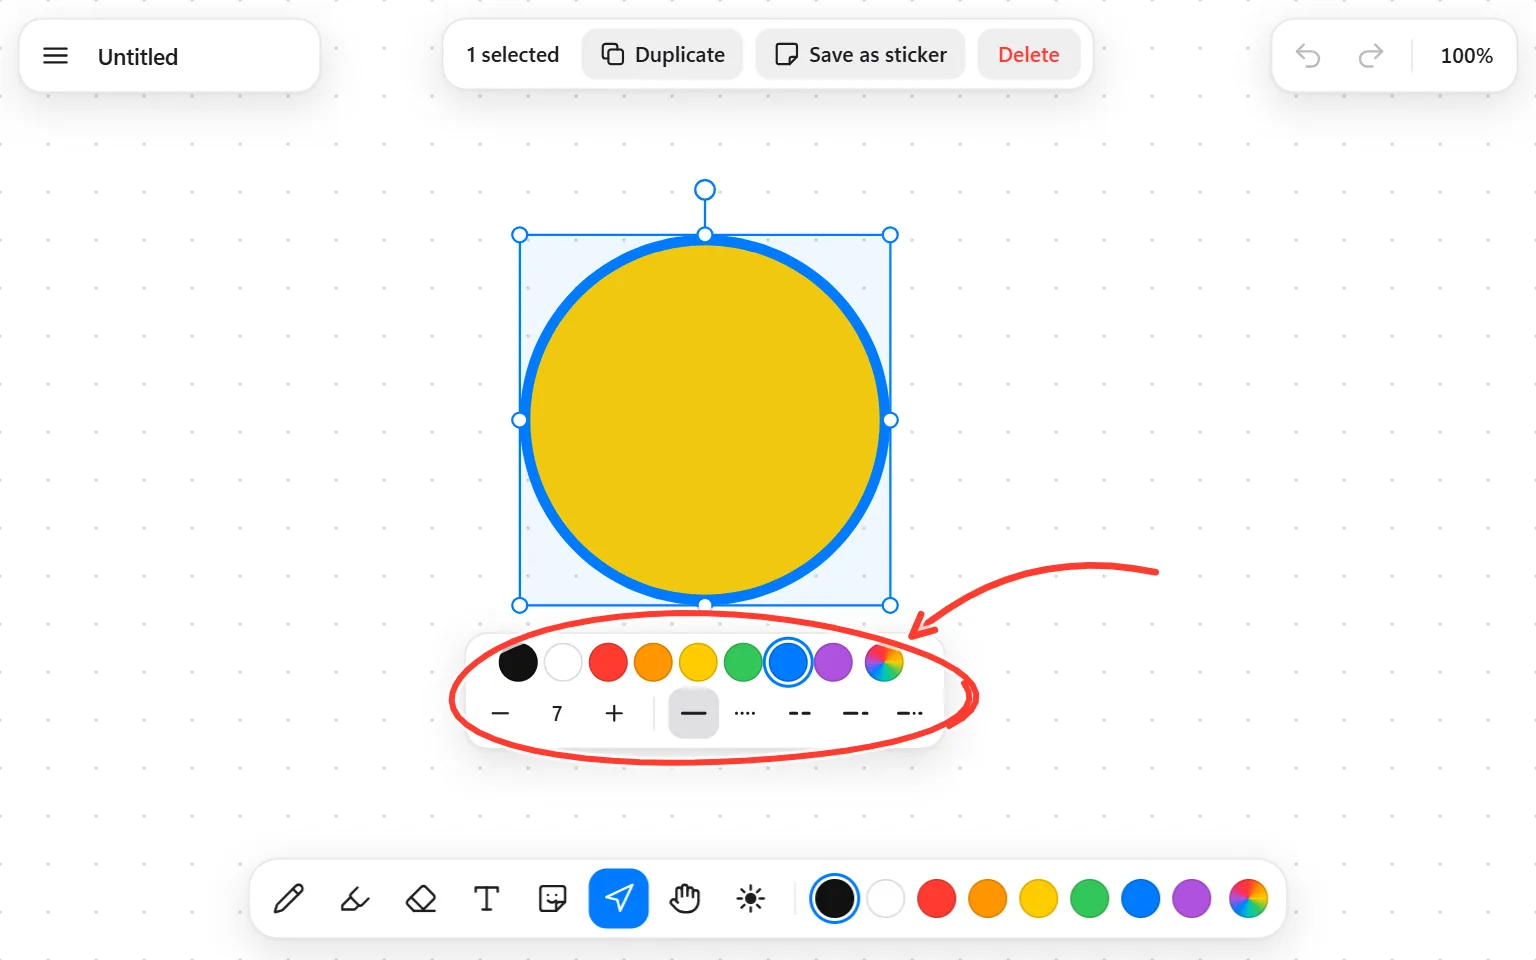 Untitled
1 selected
Duplicate
Save as sticker
Delete
100%
7